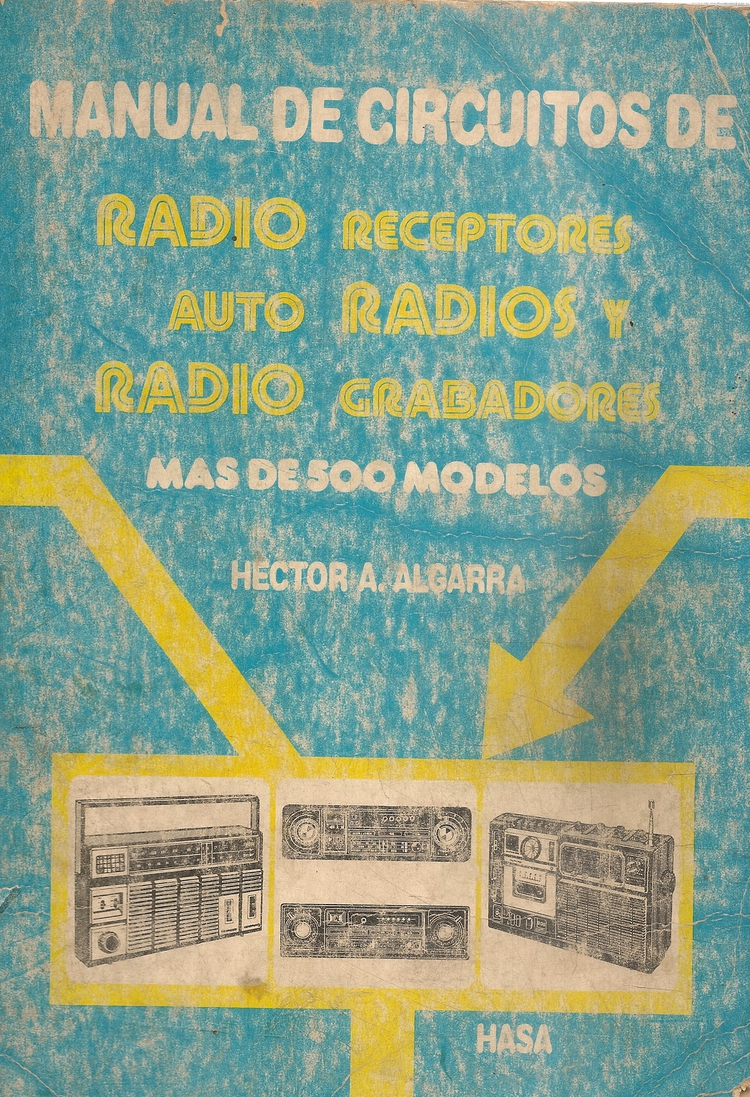 MANUAL DE CIRCUITOS DE
RADIO RECEPTORES
AUTO RADIOS Y
RADIO GRABADORES
MAS DE 500 MODELOS
HECTOR A. ALGARRA
HASA